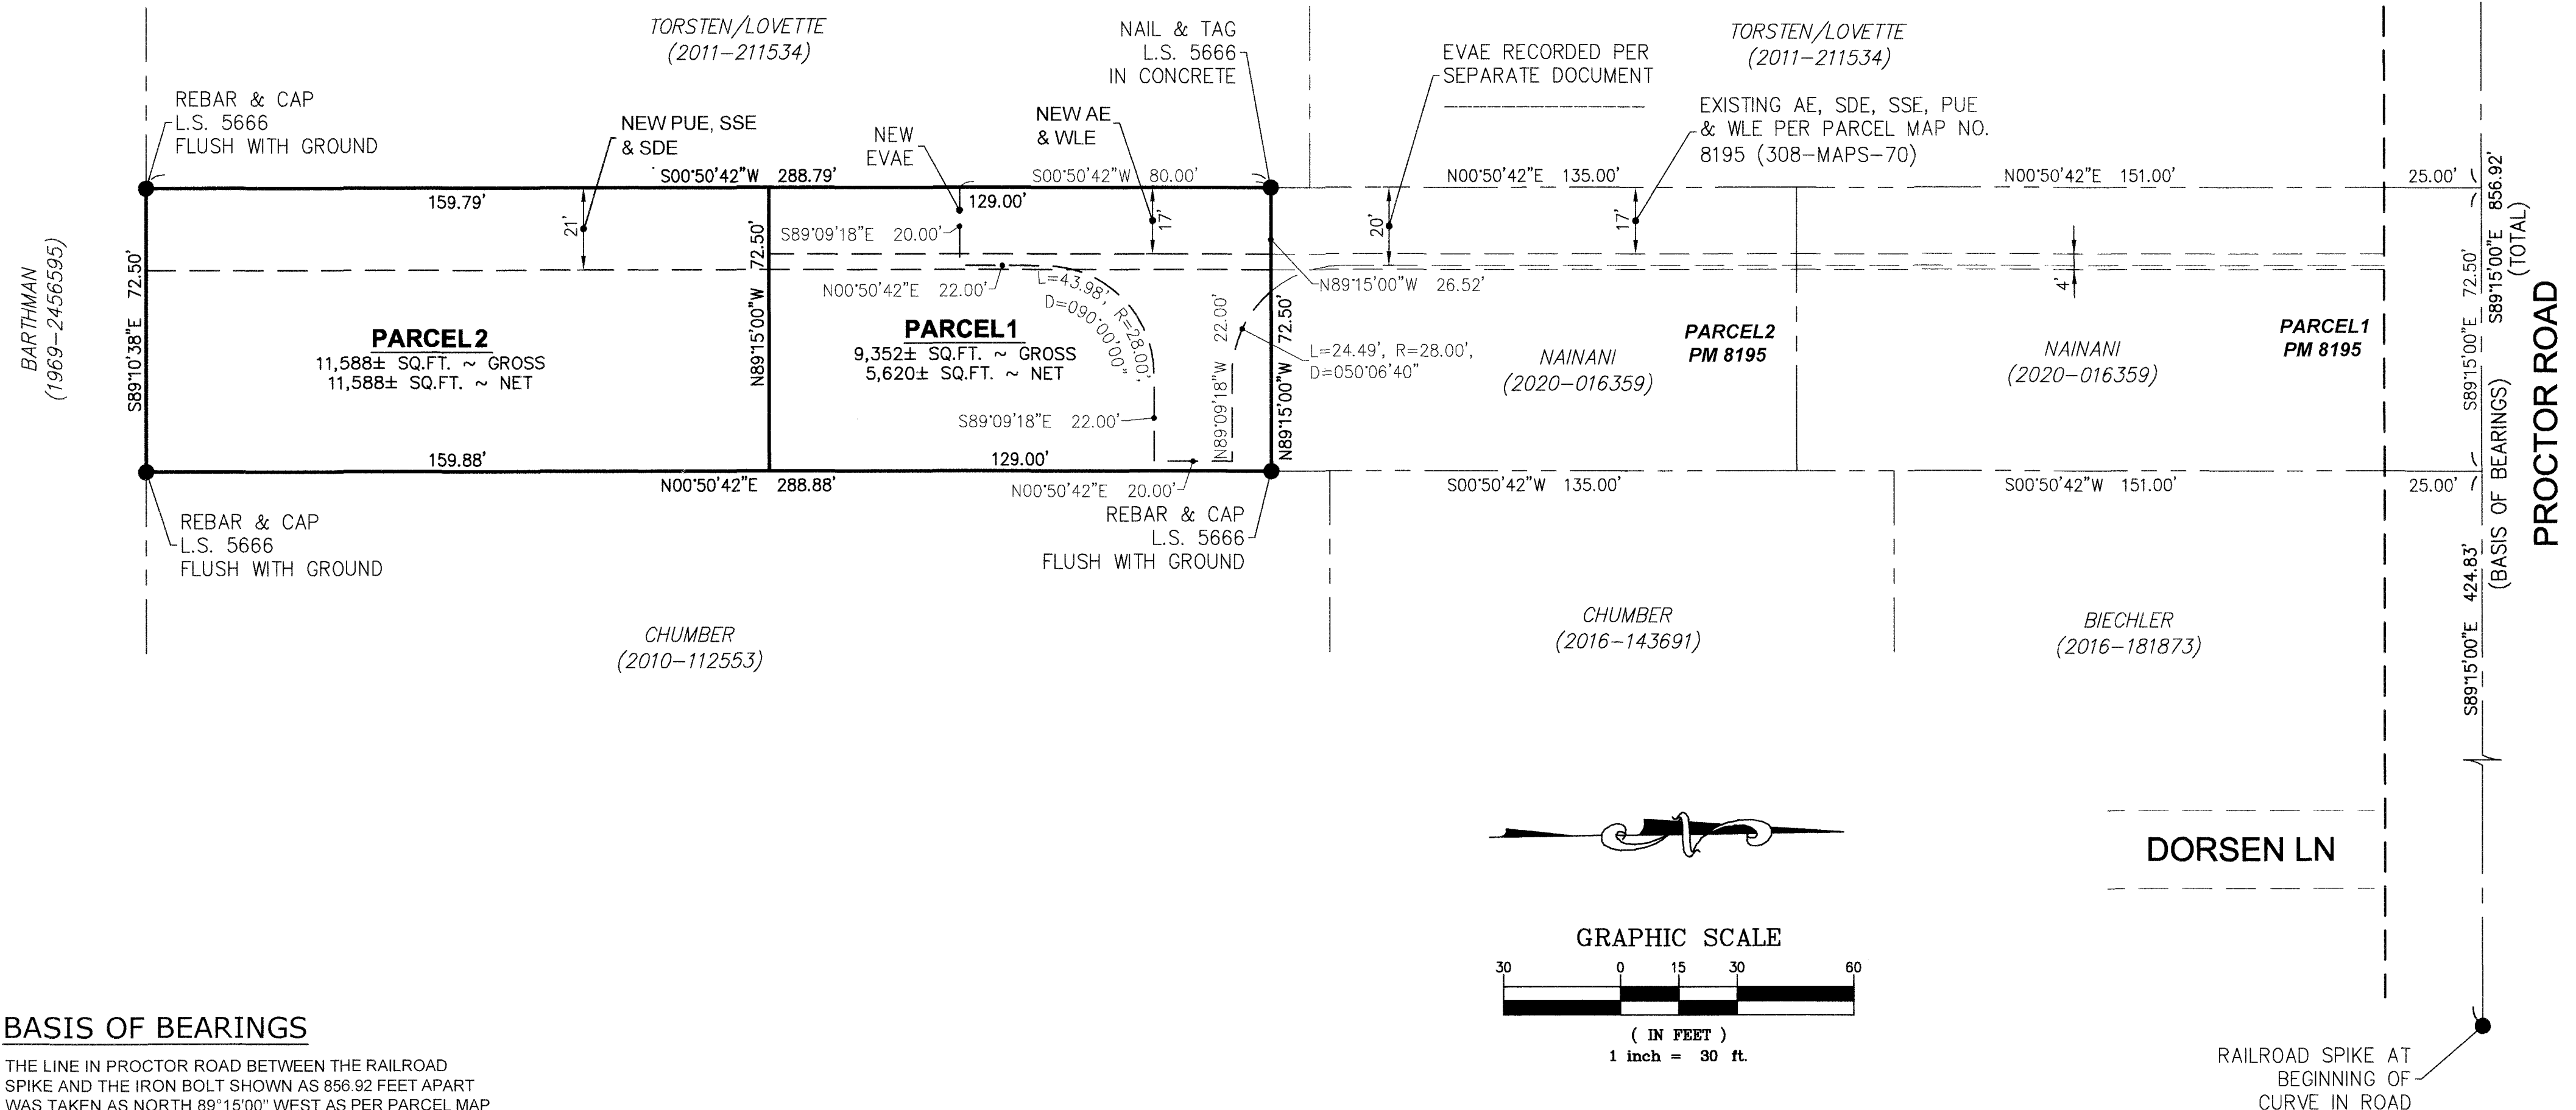 TORSTEN/LOVETTE
(2011-211534)
NAIL & TAG
L.S. 5666
IN CONCRETE
EVAE RECORDED PER
SEPARATE DOCUMENT
TORSTEN/LOVETTE
(2011-211534)
REBAR & CAP
L.S. 5666
FLUSH WITH GROUND
NEW PUE, SSE
& SDE
NEW
EVAE
NEW AE
& WLE
EXISTING AE, SDE, SSE, PUE
& WLE PER PARCEL MAP NO.
8195 (308-MAPS-70)
S00°50'42"W 288.79'
S00°50'42"W 80.00'
N00°50'42"E 135.00'
N00°50'42"E 151.00'
25.00'
159.79'
129.00'
21'
17'
20'
17'
4'
S89°09'18"E 20.00'
N00°50'42"E 22.00'
L=43.98', R=28.00',
D=090°00'00"
N89°15'00"W 26.52'
BARTHMAN
(1969-2456595)
S89°10'38"E 72.50'
N89°15'00"W 72.50'
PARCEL 2
11,588± SQ.FT. ~ GROSS
11,588± SQ.FT. ~ NET
PARCEL 1
9,352± SQ.FT. ~ GROSS
5,620± SQ.FT. ~ NET
S89°09'18"E 22.00'
N89°09'18"W 22.00'
N89°15'00"W 72.50'
L=24.49', R=28.00',
D=050°06'40"
NAINANI
(2020-016359)
PARCEL2
PM 8195
NAINANI
(2020-016359)
PARCEL1
PM 8195
S89°15'00"E 72.50'
S89°15'00"E 856.92'
(TOTAL)
(BASIS OF BEARINGS)
PROCTOR ROAD
159.88'
129.00'
N00°50'42"E 288.88'
N00°50'42"E 20.00'
S00°50'42"W 135.00'
S00°50'42"W 151.00'
25.00'
REBAR & CAP
L.S. 5666
FLUSH WITH GROUND
REBAR & CAP
L.S. 5666
FLUSH WITH GROUND
S89°15'00"E 424.83'
CHUMBER
(2010-112553)
CHUMBER
(2016-143691)
BIECHLER
(2016-181873)
N
DORSEN LN
GRAPHIC SCALE
30 0 15 30 60
( IN FEET )
1 inch = 30 ft.
BASIS OF BEARINGS
THE LINE IN PROCTOR ROAD BETWEEN THE RAILROAD
SPIKE AND THE IRON BOLT SHOWN AS 856.92 FEET APART
WAS TAKEN AS NORTH 89°15'00" WEST AS PER PARCEL MAP
RAILROAD SPIKE AT
BEGINNING OF
CURVE IN ROAD